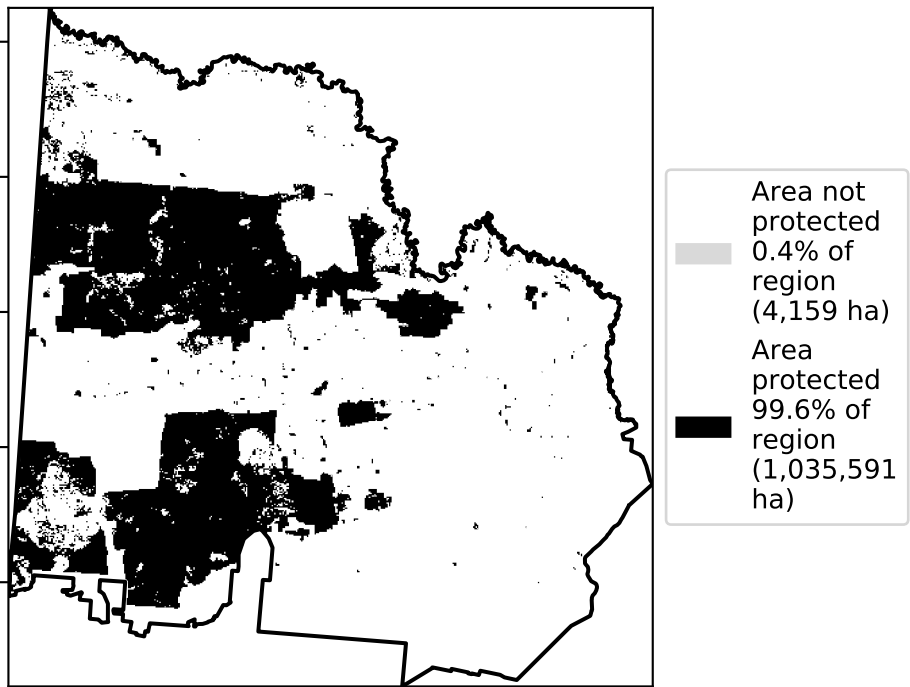 Area not
protected
0.4% of
region
(4,159 ha)
Area
protected
99.6% of
region
(1,035,591
ha)